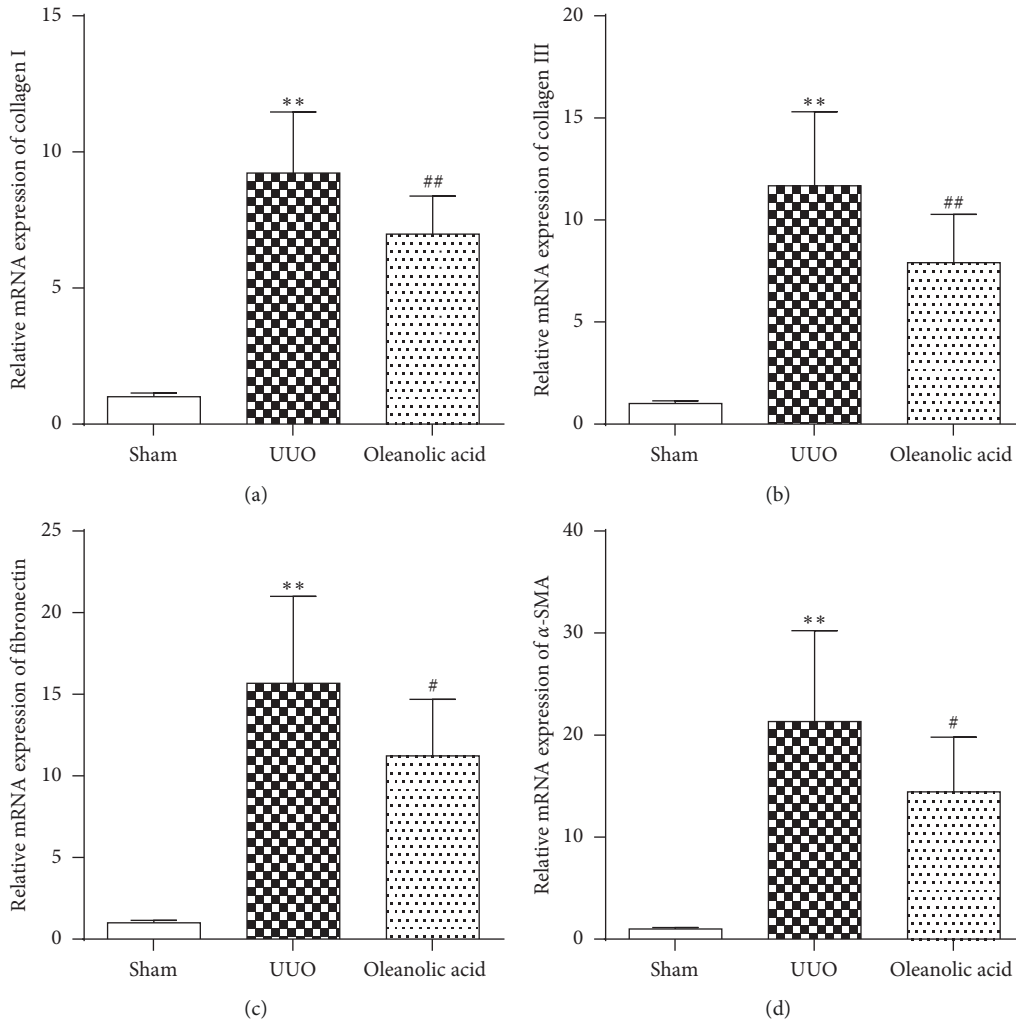 Relative mRNA expression of collagen I
15
10
5
0
**
##
Sham UUO Oleanolic acid
(a)
Relative mRNA expression of collagen III
20
15
10
5
0
**
##
Sham UUO Oleanolic acid
(b)
Relative mRNA expression of fibronectin
25
20
15
10
5
0
**
#
Sham UUO Oleanolic acid
(c)
Relative mRNA expression of α-SMA
40
30
20
10
0
**
#
Sham UUO Oleanolic acid
(d)